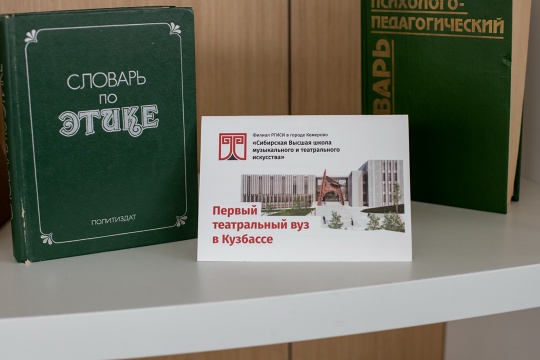 СЛОВАРЬ
ПО
ЭТИКЕ
ПОЛИТИЗДАТ
Филиал РГИСИ в городе Кемерово
«Сибирская Высшая школа
музыкального и театрального
искусства»
Первый
театральный вуз
в Кузбассе
ПСИХОЛОГО-
ПЕДАГОГИЧЕСКИЙ